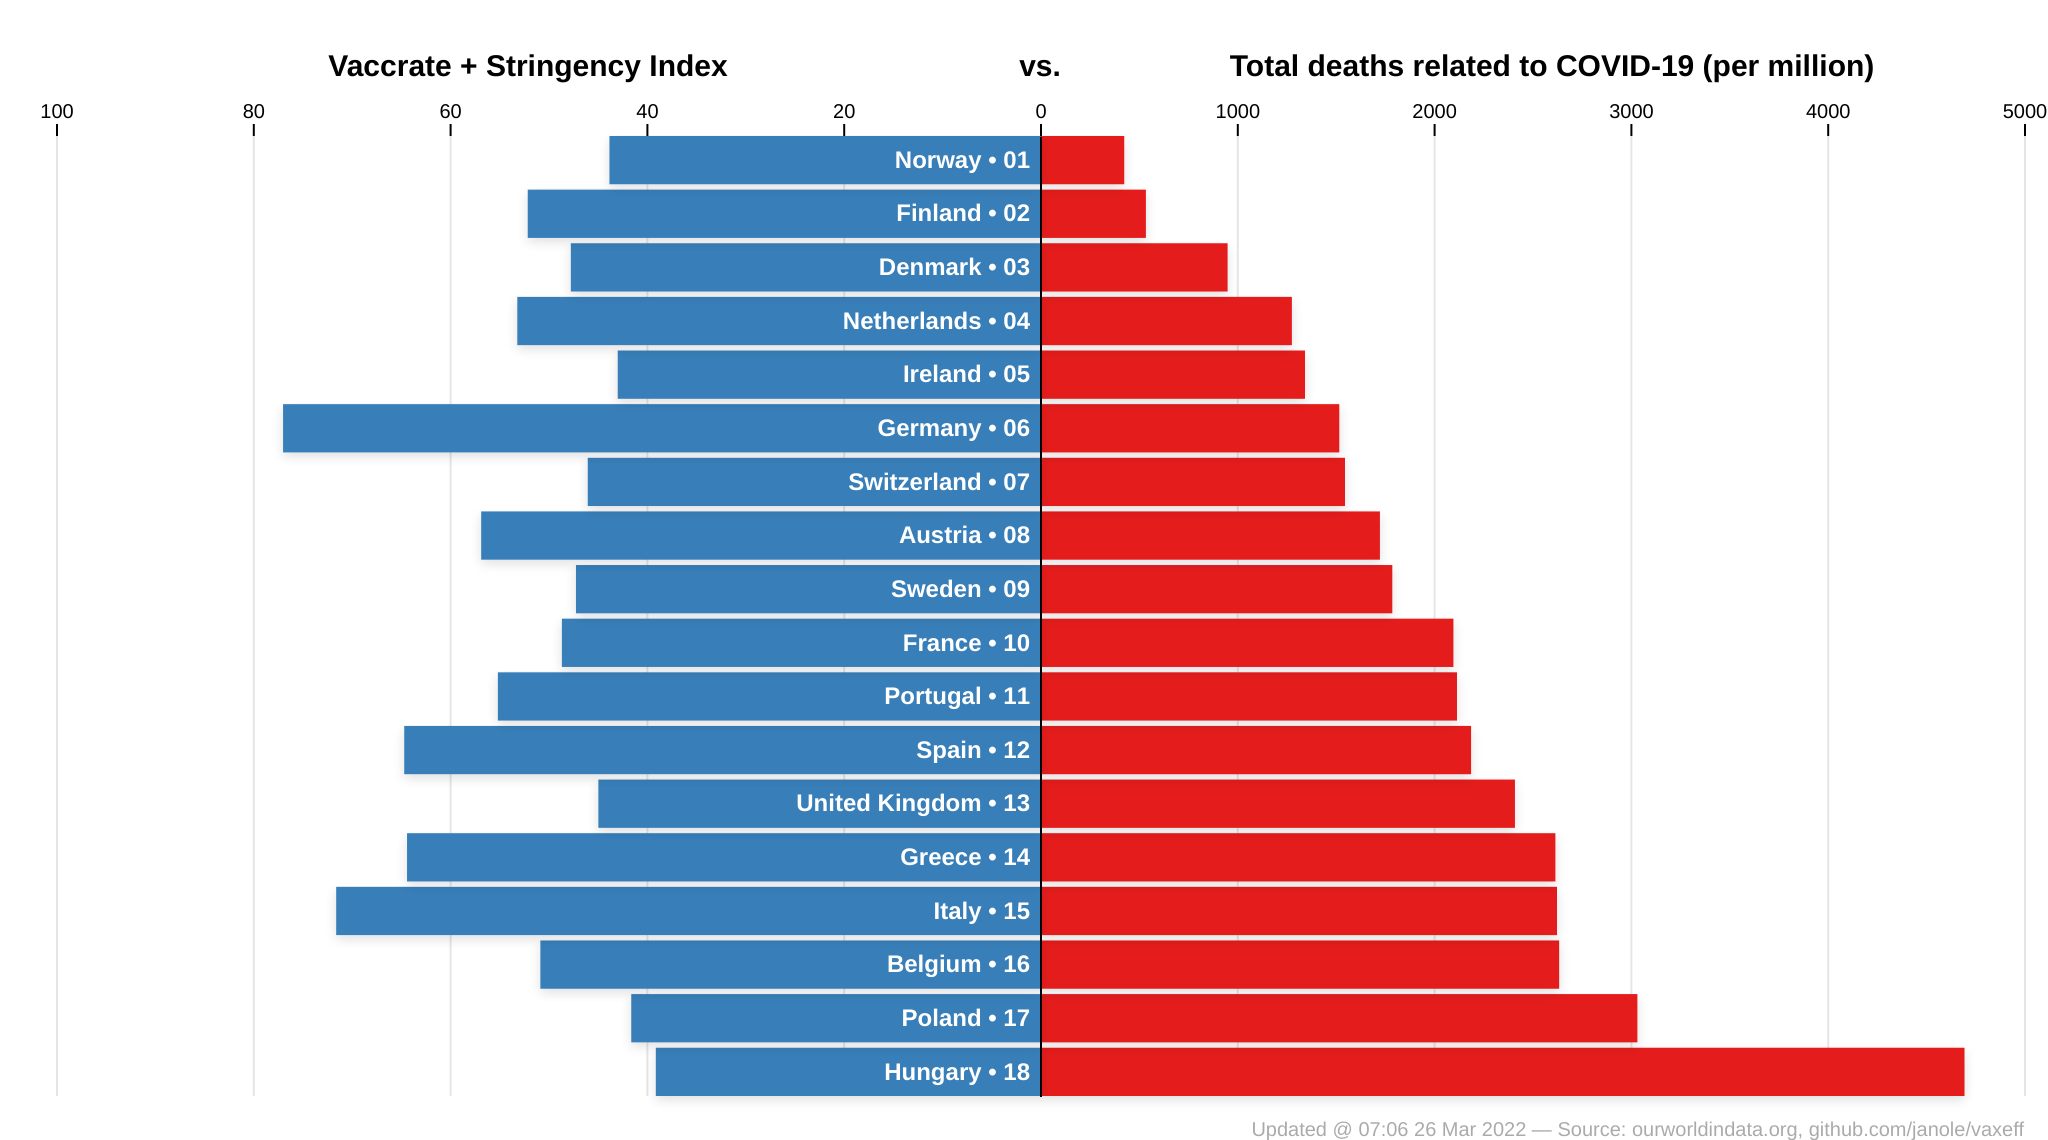 Vaccrate + Stringency Index vs. Total deaths related to COVID-19 (per million)
100 80 60 40 20 0 1000 2000 3000 4000 5000
Norway • 01
Finland • 02
Denmark • 03
Netherlands • 04
Ireland • 05
Germany • 06
Switzerland • 07
Austria • 08
Sweden • 09
France • 10
Portugal • 11
Spain • 12
United Kingdom • 13
Greece • 14
Italy • 15
Belgium • 16
Poland • 17
Hungary • 18
Updated @ 07:06 26 Mar 2022 — Source: ourworldindata.org, github.com/janole/vaxeff